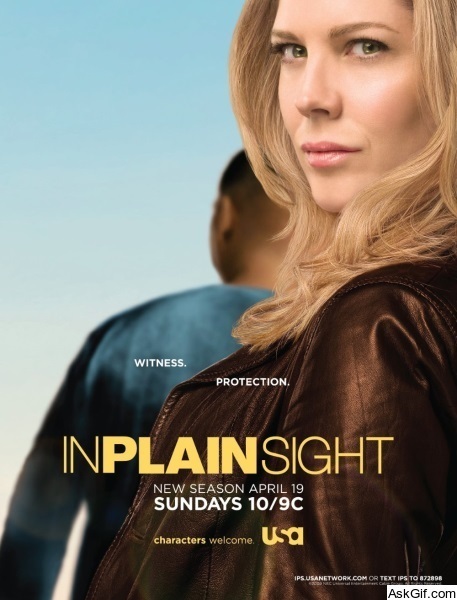 WITNESS.
PROTECTION.
INPLAINSIGHT
NEW SEASON APRIL 19
SUNDAYS 10/9C
characters welcome. usa
IPS.USANETWORK.COM OR TEXT IPS TO 872898
AskGif.com